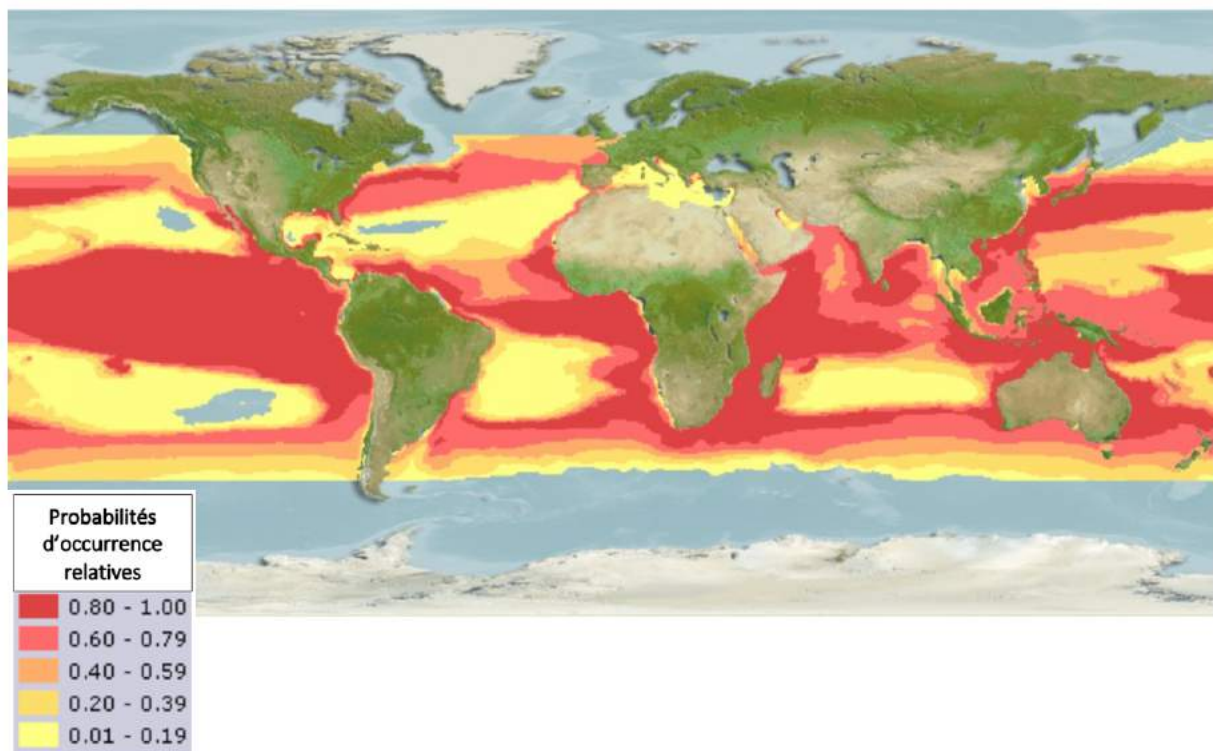 Probabilités
d'occurrence
relatives
0.80 - 1.00
0.60 - 0.79
0.40 - 0.59
0.20 - 0.39
0.01 - 0.19